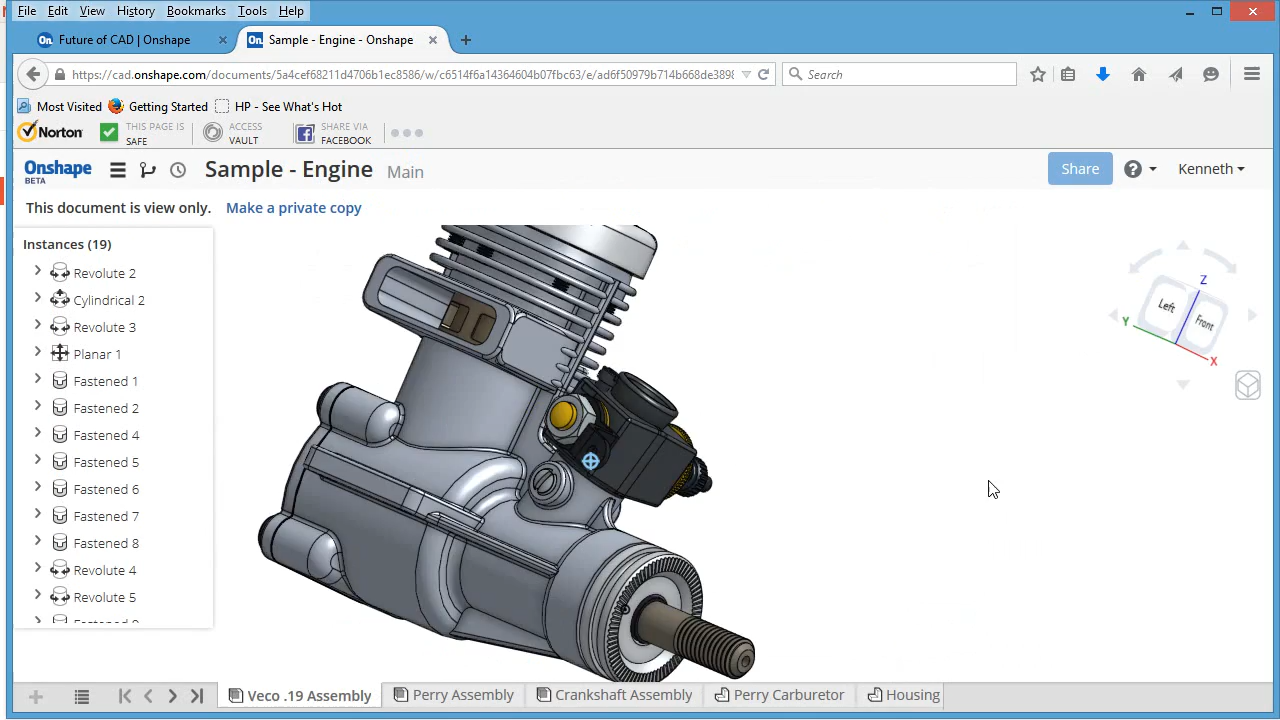 File Edit View History Bookmarks Tools Help
Future of CAD | Onshape
Sample - Engine - Onshape
https://cad.onshape.com/documents/5a4cef68211d4706b1ec1586/w/c6514f6a14364604b07fbc63/e/ad6f50979b714b668de3898
Search
Most Visited Getting Started HP - See What's Hot
Norton THIS PAGE IS SAFE ACCESS VAULT SHARE VIA FACEBOOK
Onshape BETA Sample - Engine Main Share Kenneth
This document is view only. Make a private copy
Instances (19)
Revolute 2
Cylindrical 2
Revolute 3
Planar 1
Fastened 1
Fastened 2
Fastened 4
Fastened 5
Fastened 6
Fastened 7
Fastened 8
Revolute 4
Revolute 5
Z
Left
Front
Y
X
Veco .19 Assembly Perry Assembly Crankshaft Assembly Perry Carburetor Housing